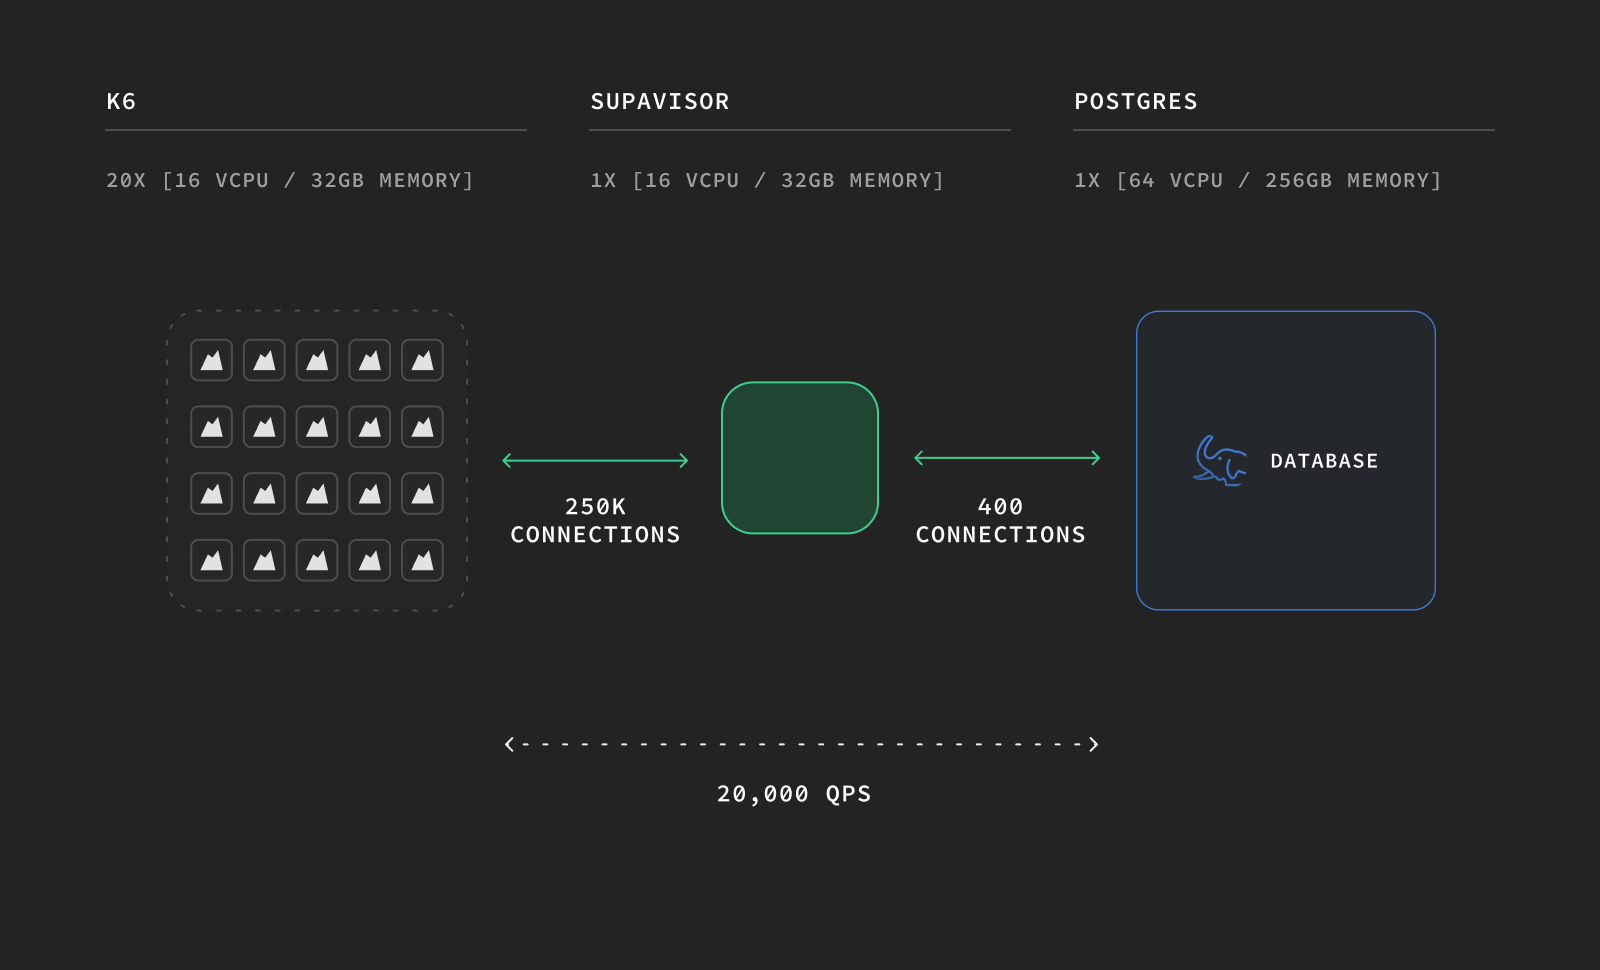 K6
SUPAVISOR
POSTGRES
20X [16 VCPU / 32GB MEMORY]
1X [16 VCPU / 32GB MEMORY]
1X [64 VCPU / 256GB MEMORY]
250K
CONNECTIONS
400
CONNECTIONS
DATABASE
20,000 QPS